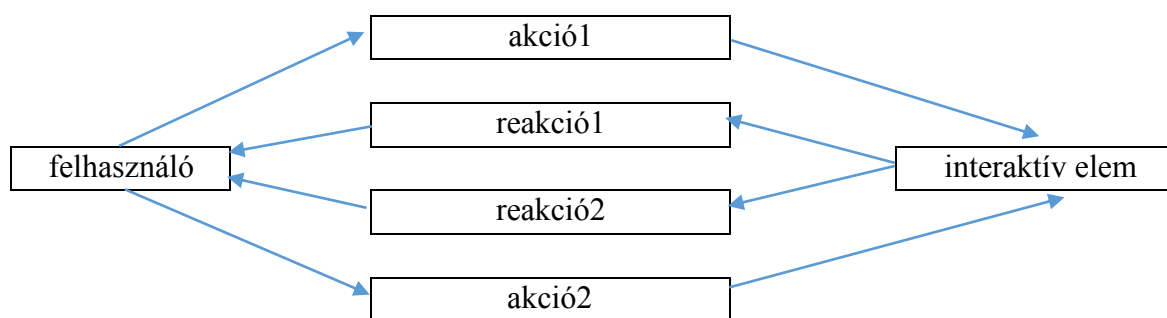 akció1
reakció1
felhasználó
interaktív elem
reakció2
akció2